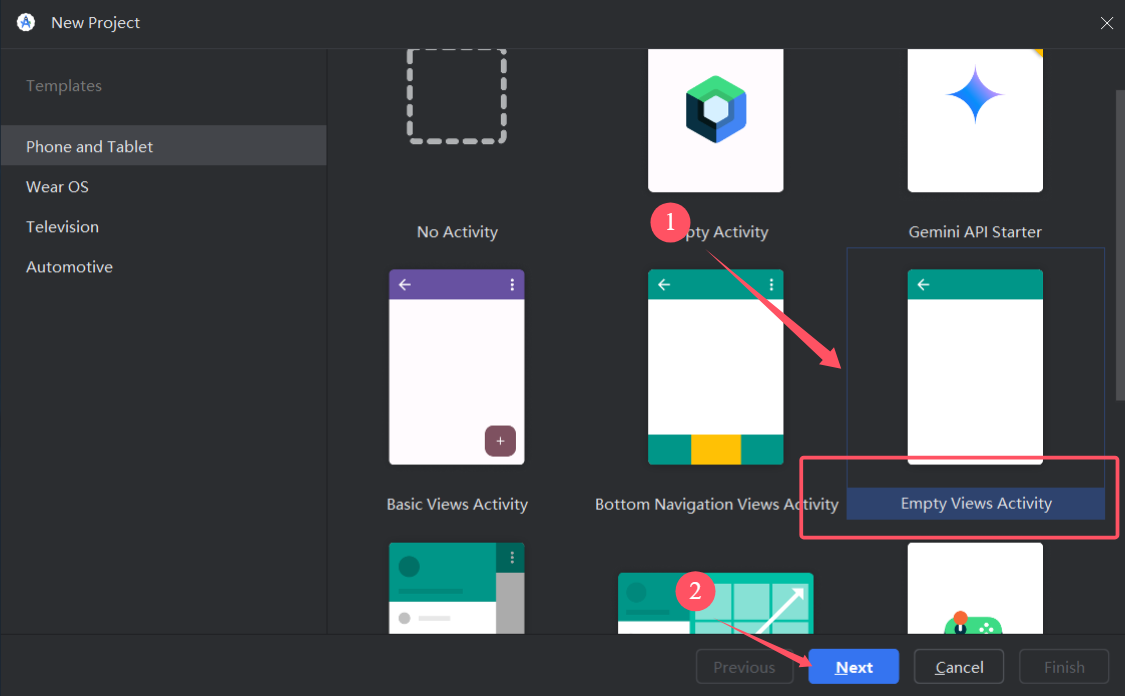 New Project
Templates
Phone and Tablet
Wear OS
Television
Automotive
No Activity
pty Activity
Gemini API Starter
1
Basic Views Activity
Bottom Navigation Views Activity
Empty Views Activity
2
Previous
Next
Cancel
Finish